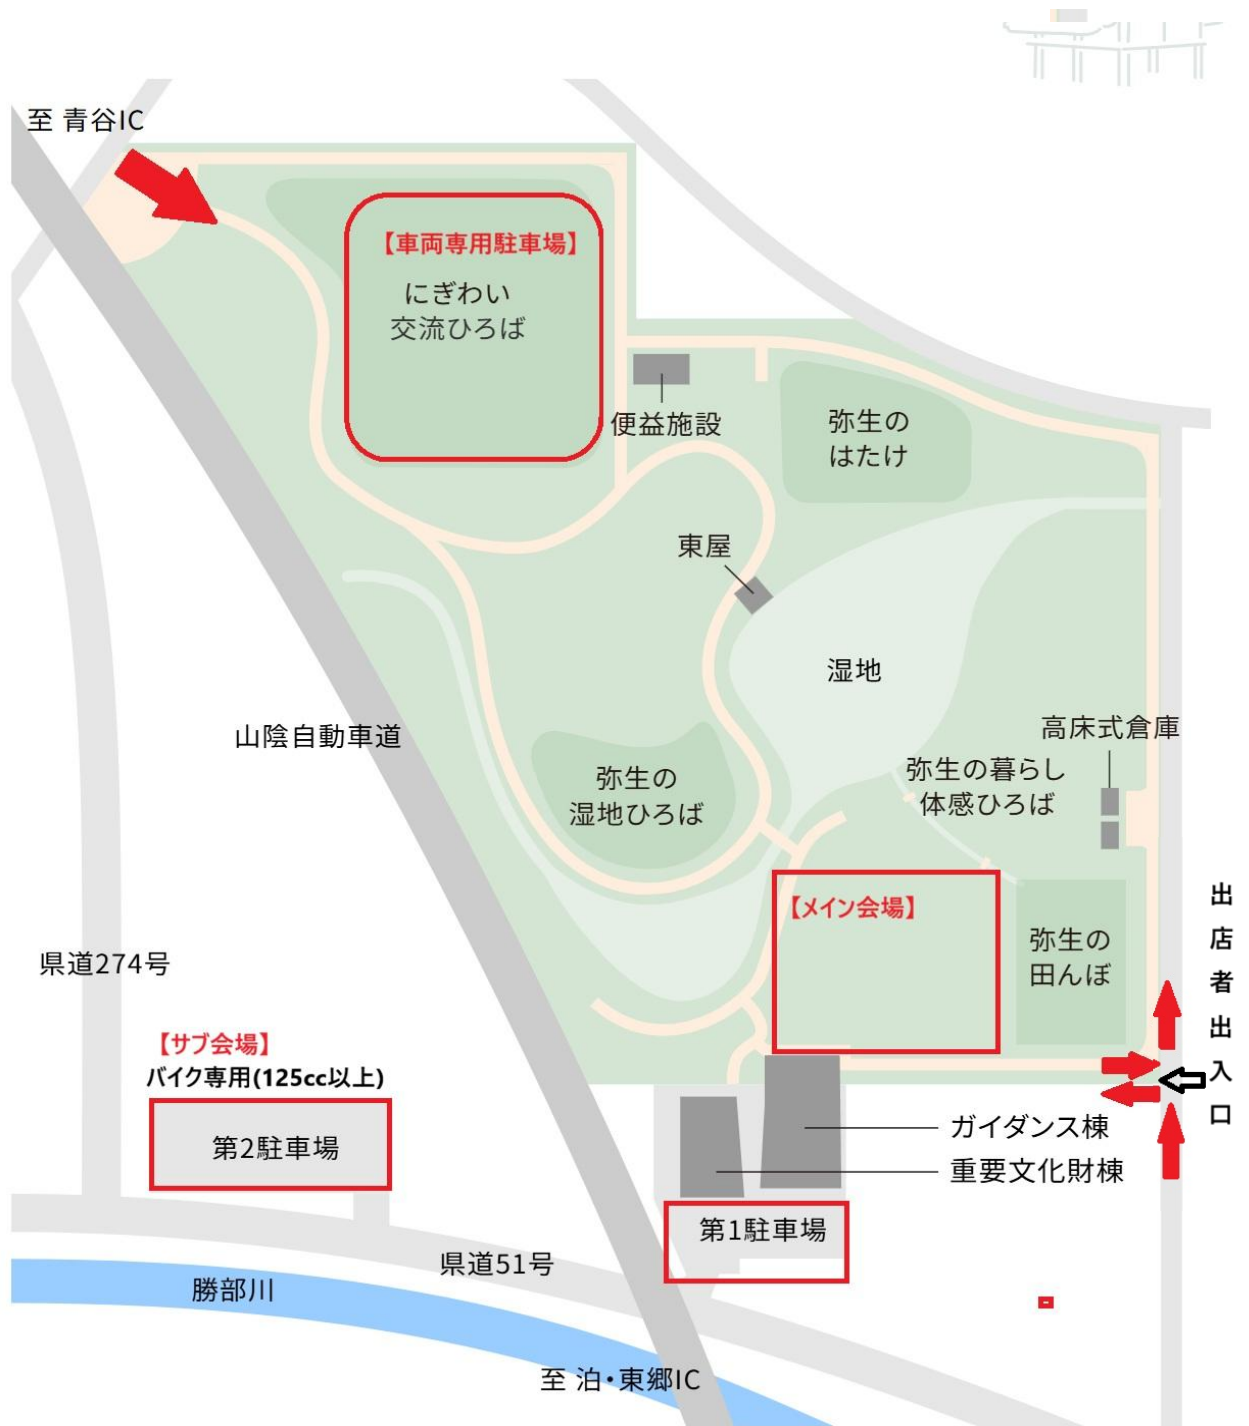 至 青谷IC
【車両専用駐車場】
にぎわい
交流ひろば
便益施設
弥生の
はたけ
東屋
湿地
山陰自動車道
高床式倉庫
弥生の暮らし
体感ひろば
弥生の
湿地ひろば
【メイン会場】
弥生の
田んぼ
出店者出入口
県道274号
【サブ会場】
バイク専用(125cc以上)
第2駐車場
ガイダンス棟
重要文化財棟
第1駐車場
県道51号
勝部川
至 泊・東郷IC